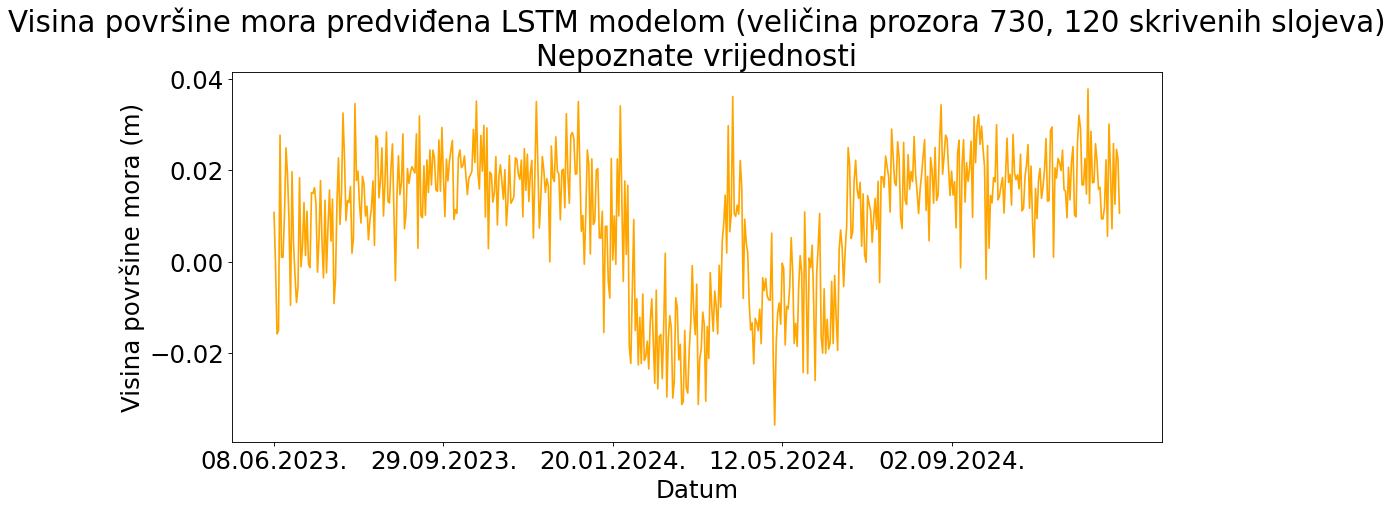 Visina površine mora predviđena LSTM modelom (veličina prozora 730, 120 skrivenih slojeva)
Nepoznate vrijednosti
Visina površine mora (m)
0.04
0.02
0.00
−0.02
08.06.2023. 29.09.2023. 20.01.2024. 12.05.2024. 02.09.2024.
Datum